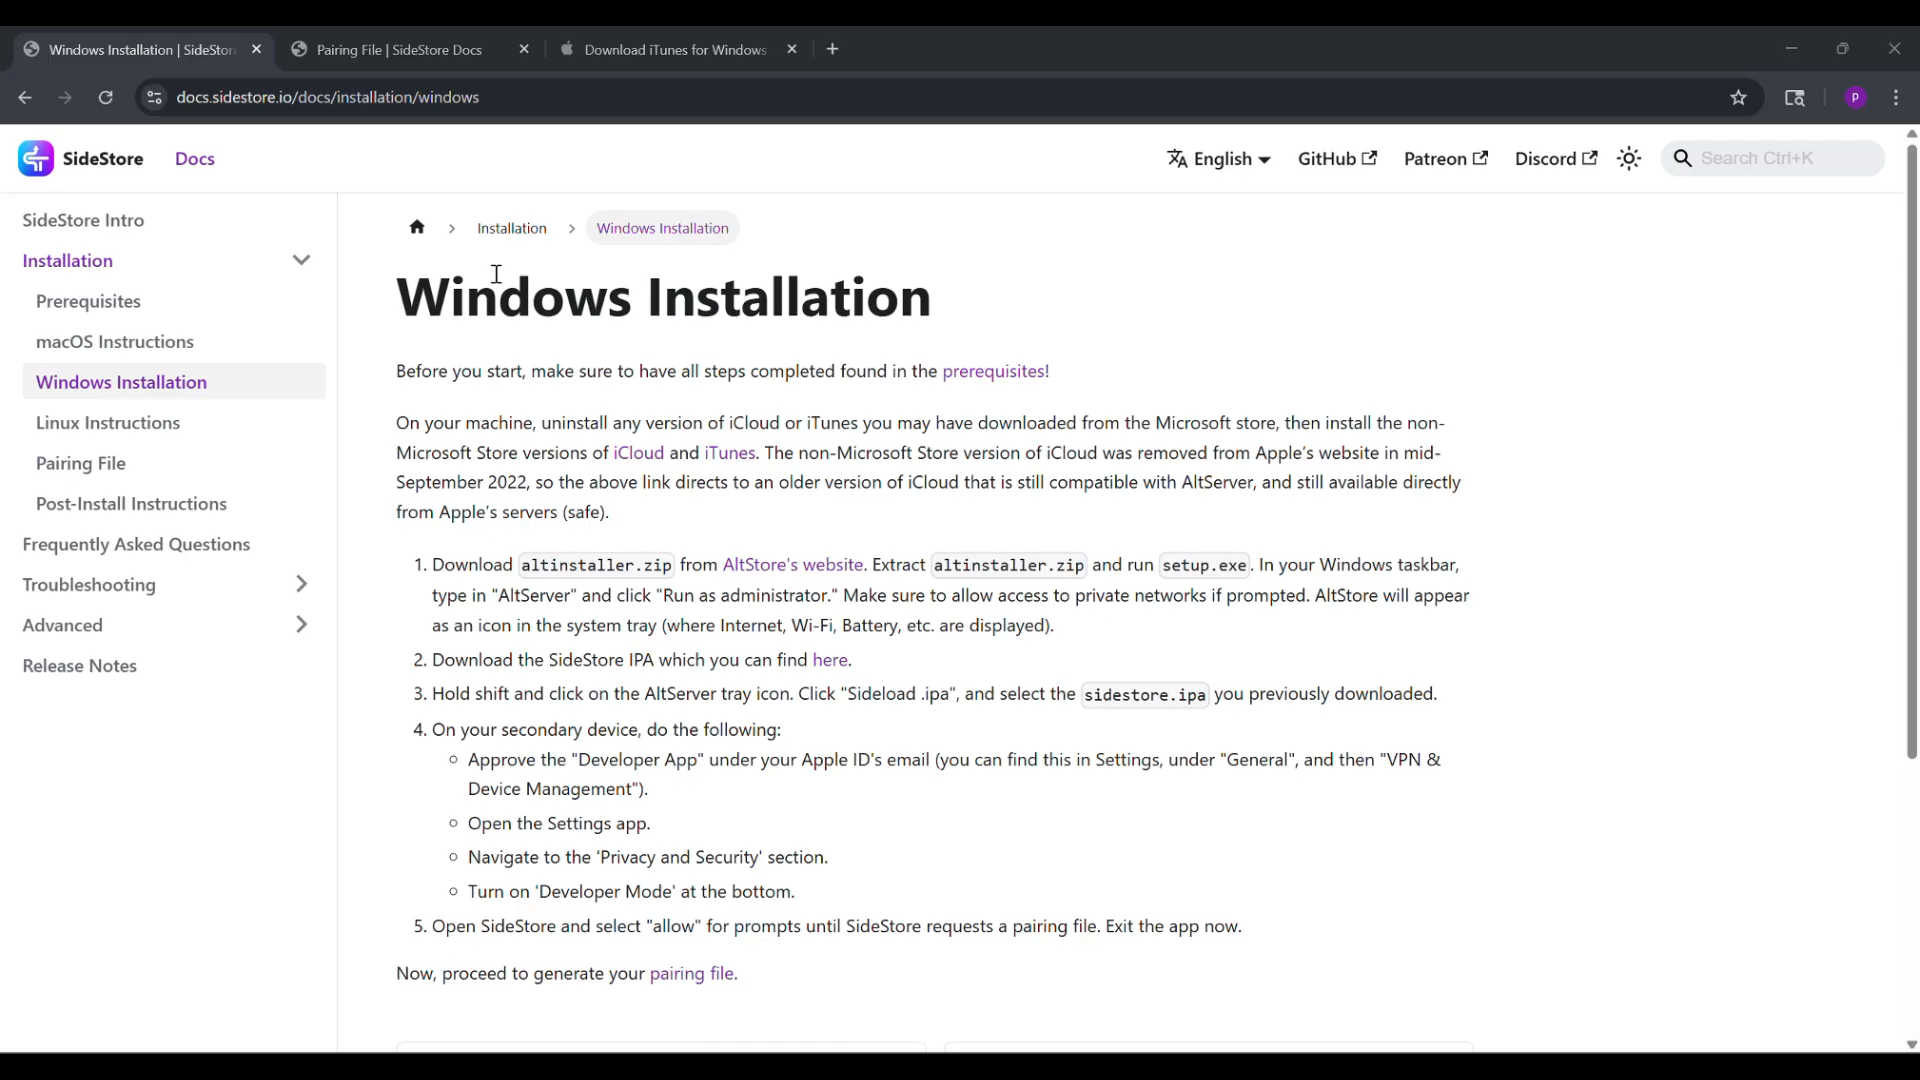 Windows Installation | SideStor
Pairing File | SideStore Docs
Download iTunes for Windows
docs.sidestore.io/docs/installation/windows
P
SideStore
Docs
English
GitHub
Patreon
Discord
Search Ctrl+K
SideStore Intro
Installation
Prerequisites
macOS Instructions
Windows Installation
Linux Instructions
Pairing File
Post-Install Instructions
Frequently Asked Questions
Troubleshooting
Advanced
Release Notes
Installation
Windows Installation
Windows Installation
Before you start, make sure to have all steps completed found in the prerequisites!
On your machine, uninstall any version of iCloud or iTunes you may have downloaded from the Microsoft store, then install the non-
Microsoft Store versions of iCloud and iTunes. The non-Microsoft Store version of iCloud was removed from Apple's website in mid-
September 2022, so the above link directs to an older version of iCloud that is still compatible with AltServer, and still available directly
from Apple's servers (safe).
1. Download altinstaller.zip from AltStore's website. Extract altinstaller.zip and run setup.exe. In your Windows taskbar,
type in "AltServer" and click "Run as administrator." Make sure to allow access to private networks if prompted. AltStore will appear
as an icon in the system tray (where Internet, Wi-Fi, Battery, etc. are displayed).
2. Download the SideStore IPA which you can find here.
3. Hold shift and click on the AltServer tray icon. Click "Sideload .ipa", and select the sidestore.ipa you previously downloaded.
4. On your secondary device, do the following:
Approve the "Developer App" under your Apple ID's email (you can find this in Settings, under "General", and then "VPN &
Device Management").
Open the Settings app.
Navigate to the 'Privacy and Security' section.
Turn on 'Developer Mode' at the bottom.
5. Open SideStore and select "allow" for prompts until SideStore requests a pairing file. Exit the app now.
Now, proceed to generate your pairing file.